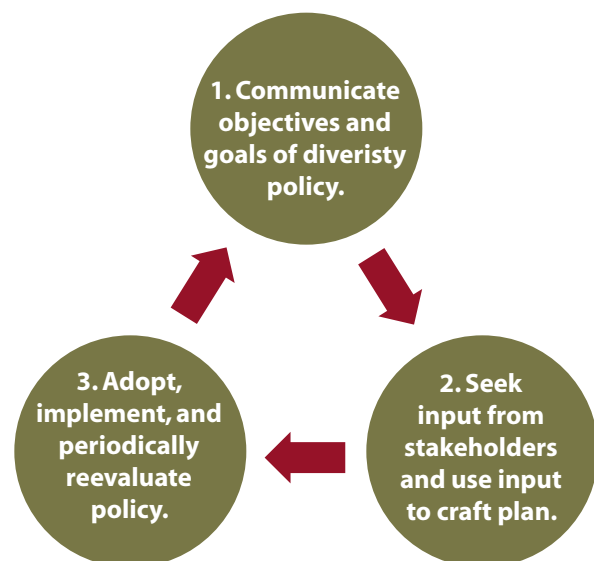 1. Communicate
objectives and
goals of diveristy
policy.
2. Seek
input from
stakeholders
and use input
to craft plan.
3. Adopt,
implement, and
periodically
reevaluate
policy.